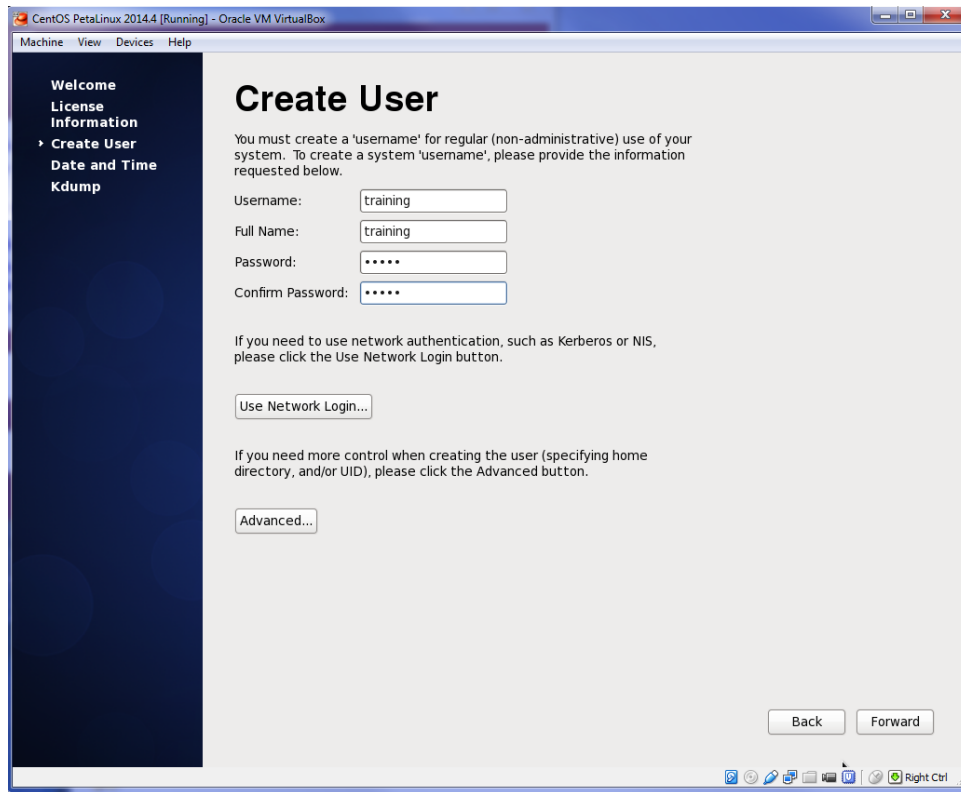 CentOS PetaLinux 2014.4 [Running] - Oracle VM VirtualBox
Machine View Devices Help
Welcome
License
Information
Create User
Date and Time
Kdump
Create User
You must create a 'username' for regular (non-administrative) use of your
system. To create a system 'username', please provide the information
requested below.
Username: training
Full Name: training
Password: •••••
Confirm Password: •••••
If you need to use network authentication, such as Kerberos or NIS,
please click the Use Network Login button.
Use Network Login...
If you need more control when creating the user (specifying home
directory, and/or UID), please click the Advanced button.
Advanced...
Back Forward
Right Ctrl